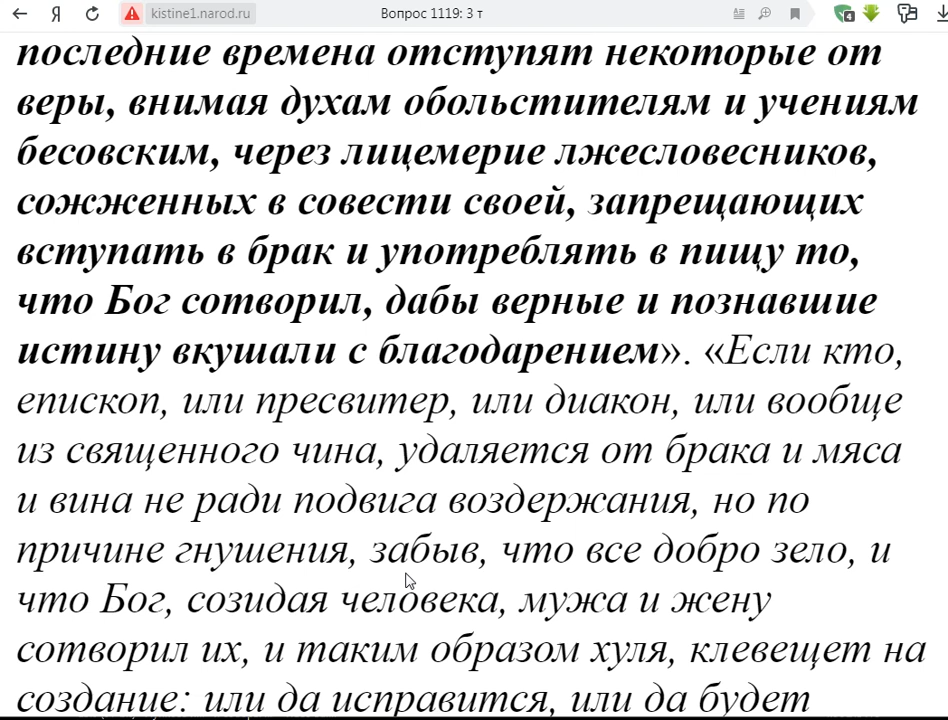 Я kistine1.narod.ru Вопрос 1119: 3 т 4
последние времена отступят некоторые от
веры, внимая духам обольстителям и учениям
бесовским, через лицемерие лжесловесников,
сожженных в совести своей, запрещающих
вступать в брак и употреблять в пищу то,
что Бог сотворил, дабы верные и познавшие
истину вкушали с благодарением». «Если кто,
епископ, или пресвитер, или диакон, или вообще
из священного чина, удаляется от брака и мяса
и вина не ради подвига воздержания, но по
причине гнушения, забыв, что все добро зело, и
что Бог, созидая человека, мужа и жену
сотворил их, и таким образом хуля, клевещет на
создание: или да исправится, или да будет